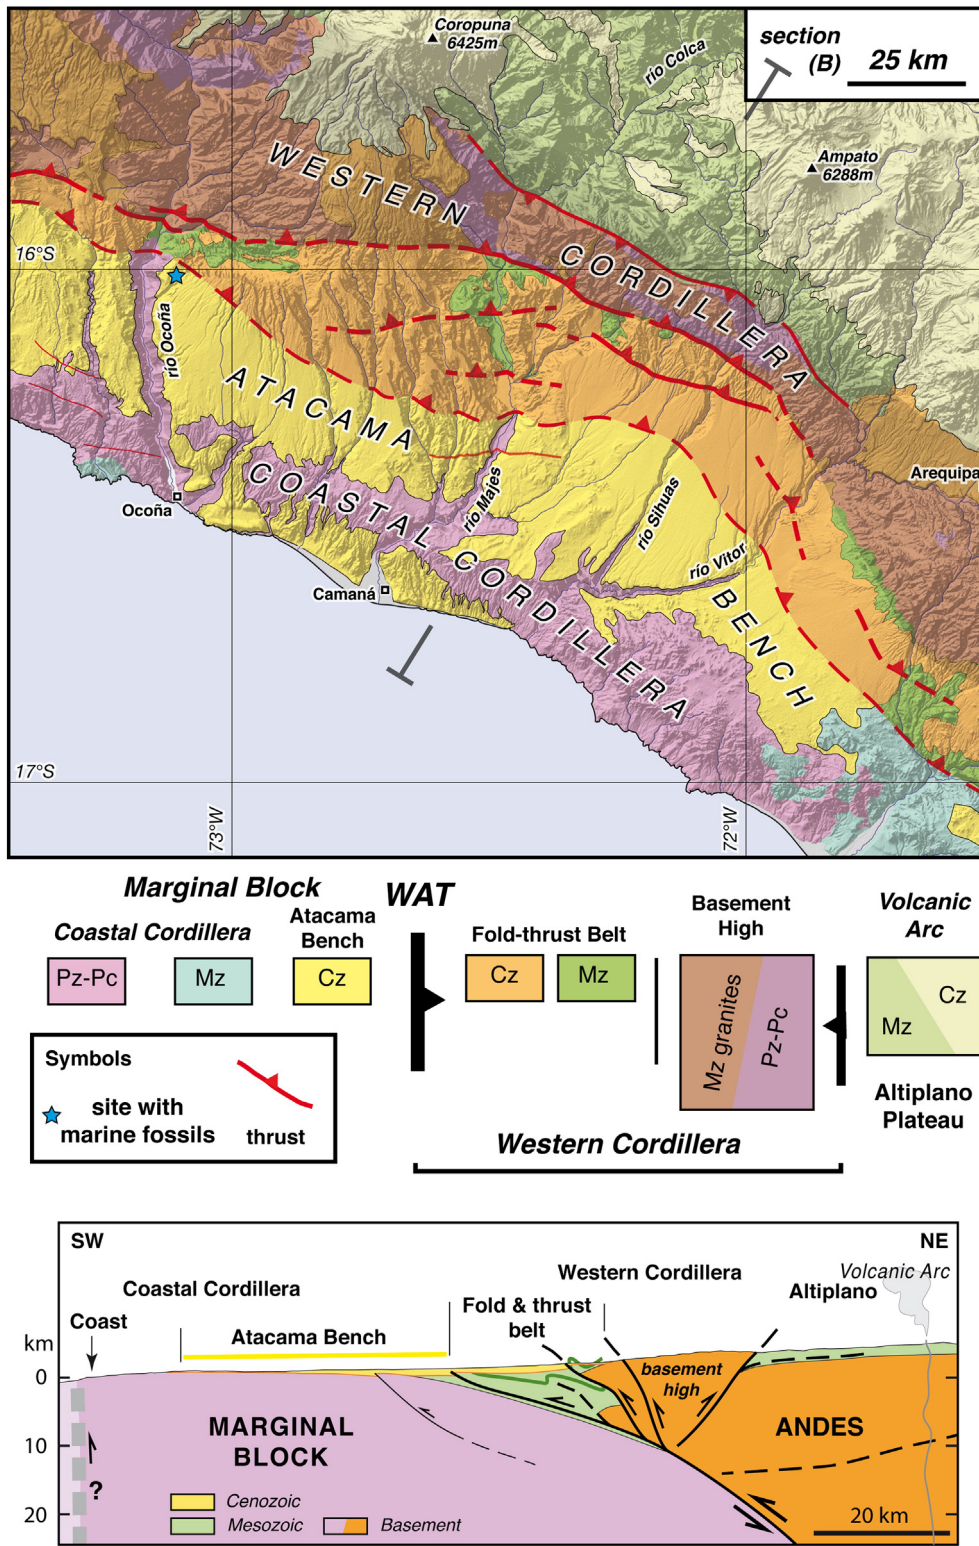 Coropuna
6425m
río Colca
section
(B)
25 km
Ampato
6288m
WESTERN
CORDILLERA
16°S
río Ocoña
ATACAMA
BENCH
COASTAL CORDILLERA
río Majes
río Sihuas
río Vitor
Arequipa
Ocoña
Camaná
17°S
73°W
72°W
Marginal Block
WAT
Coastal Cordillera
Atacama
Bench
Fold-thrust Belt
Basement
High
Volcanic
Arc
Pz-Pc
Mz
Cz
Cz
Mz
Mz granites
Pz-Pc
Cz
Mz
Altiplano
Plateau
Symbols
site with
marine fossils
thrust
Western Cordillera
SW
NE
Coastal Cordillera
Western Cordillera
Volcanic Arc
Altiplano
Coast
Atacama Bench
Fold & thrust
belt
km
0
10
20
basement
high
MARGINAL
BLOCK
ANDES
?
Cenozoic
Mesozoic
Basement
20 km